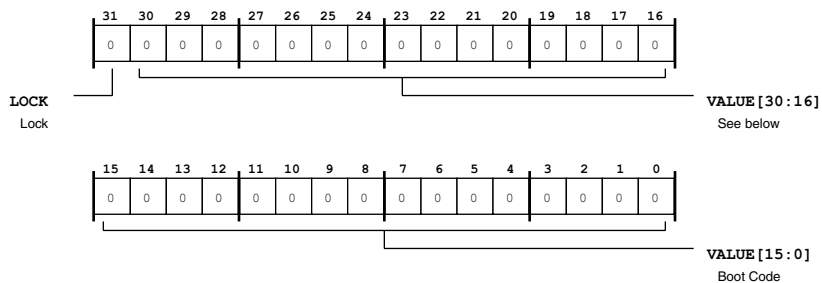 31 30 29 28 27 26 25 24 23 22 21 20 19 18 17 16
0 0 0 0 0 0 0 0 0 0 0 0 0 0 0 0
LOCK
Lock
VALUE[30:16]
See below
15 14 13 12 11 10 9 8 7 6 5 4 3 2 1 0
0 0 0 0 0 0 0 0 0 0 0 0 0 0 0 0
VALUE[15:0]
Boot Code